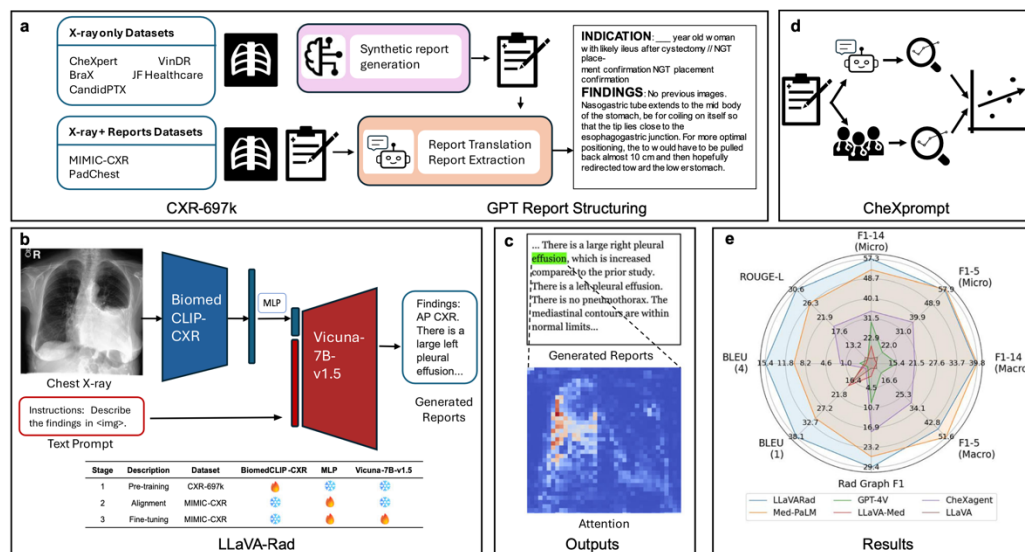 a
X-ray only Datasets
CheXpert VinDR
BraX JF Healthcare
CandidPTX
X-ray + Reports Datasets
MIMIC-CXR
PadChest
CXR-697k
Synthetic report
generation
Report Translation
Report Extraction
GPT Report Structuring
INDICATION: ___ year old woman
with likely ileus after cystectomy // NGT
place-
ment confirmation NGT placement
confirmation
FINDINGS: No previous images.
Nasogastric tube extends to the mid body
of the stomach, be for coiling on itself so
that the tip lies close to the
esophagogastric junction. For more optimal
positioning, the to w ould have to be pulled
back almost 10 cm and then hopefully
redirected tow ard the low er stomach.
d
CheXprompt
b
R
Chest X-ray
Biomed
CLIP-
CXR
MLP
Vicuna-
7B-
v1.5
Findings:
AP CXR.
There is a
large left
pleural
effusion...
Generated
Reports
Instructions: Describe
the findings in <img>.
Text Prompt
Stage Description Dataset BiomedCLIP-CXR MLP Vicuna-7B-v1.5
1 Pre-training CXR-697k
2 Alignment MIMIC-CXR
3 Fine-tuning MIMIC-CXR
LLaVA-Rad
c
... There is a large right pleural
effusion, which is increased
compared to the prior study.
There is a left pleural effusion.
There is no pneumothorax. The
mediastinal contours are within
normal limits...
Generated Reports
Attention
Outputs
e
F1-14
(Micro)
57.3
ROUGE-L
30.6
57.9
F1-5
(Micro)
48.7
26.3
48.9
40.1
21.9
39.9
31.5
17.6
31.0
13.2
22.9
22.0
BLEU
(4)
15.4 11.8 8.2 4.6 1.0
15.4 21.5 27.6 33.7 39.8
F1-14
(Macro)
16.4
4.5
16.6
10.7
25.3
27.2
16.9
34.1
32.7
23.2
42.8
38.1
29.4
51.6
BLEU
(1)
F1-5
(Macro)
Rad Graph F1
LLaVARad GPT-4V CheXagent
Med-PaLM LLaVA-Med LLaVA
Results